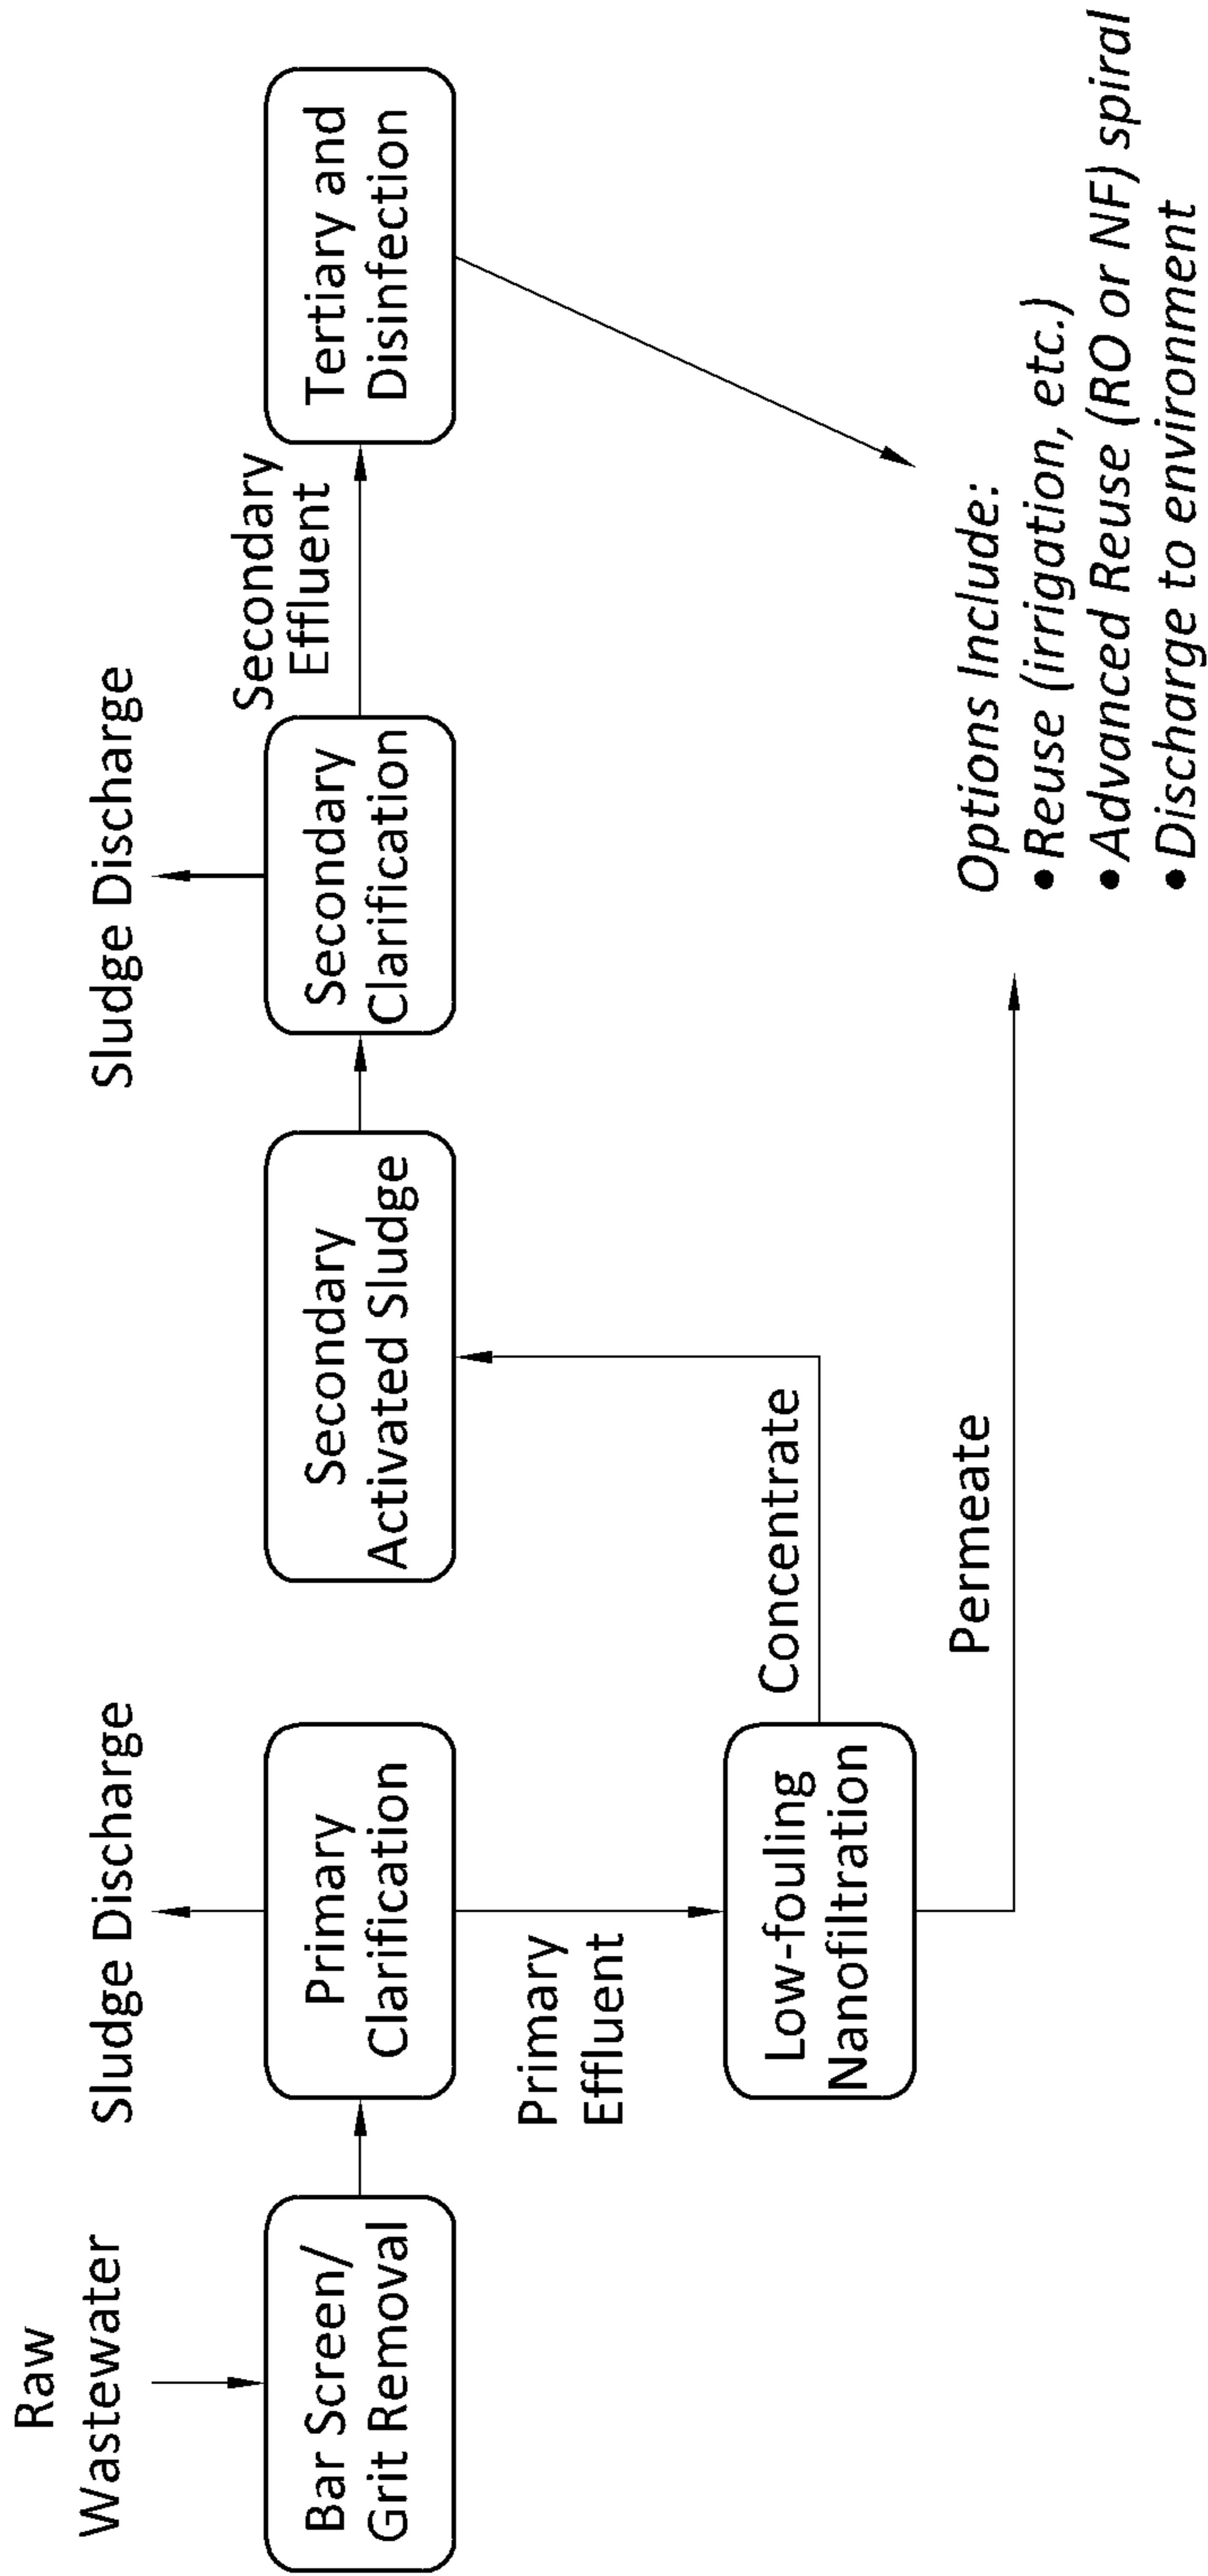 Raw
Wastewater
Bar Screen/
Grit Removal
Sludge Discharge
Primary
Clarification
Primary
Effluent
Low-fouling
Nanofiltration
Concentrate
Permeate
Secondary
Activated Sludge
Sludge Discharge
Secondary
Clarification
Secondary
Effluent
Tertiary and
Disinfection
Options Include:
• Reuse (irrigation, etc.)
• Advanced Reuse (RO or NF) spiral
• Discharge to environment